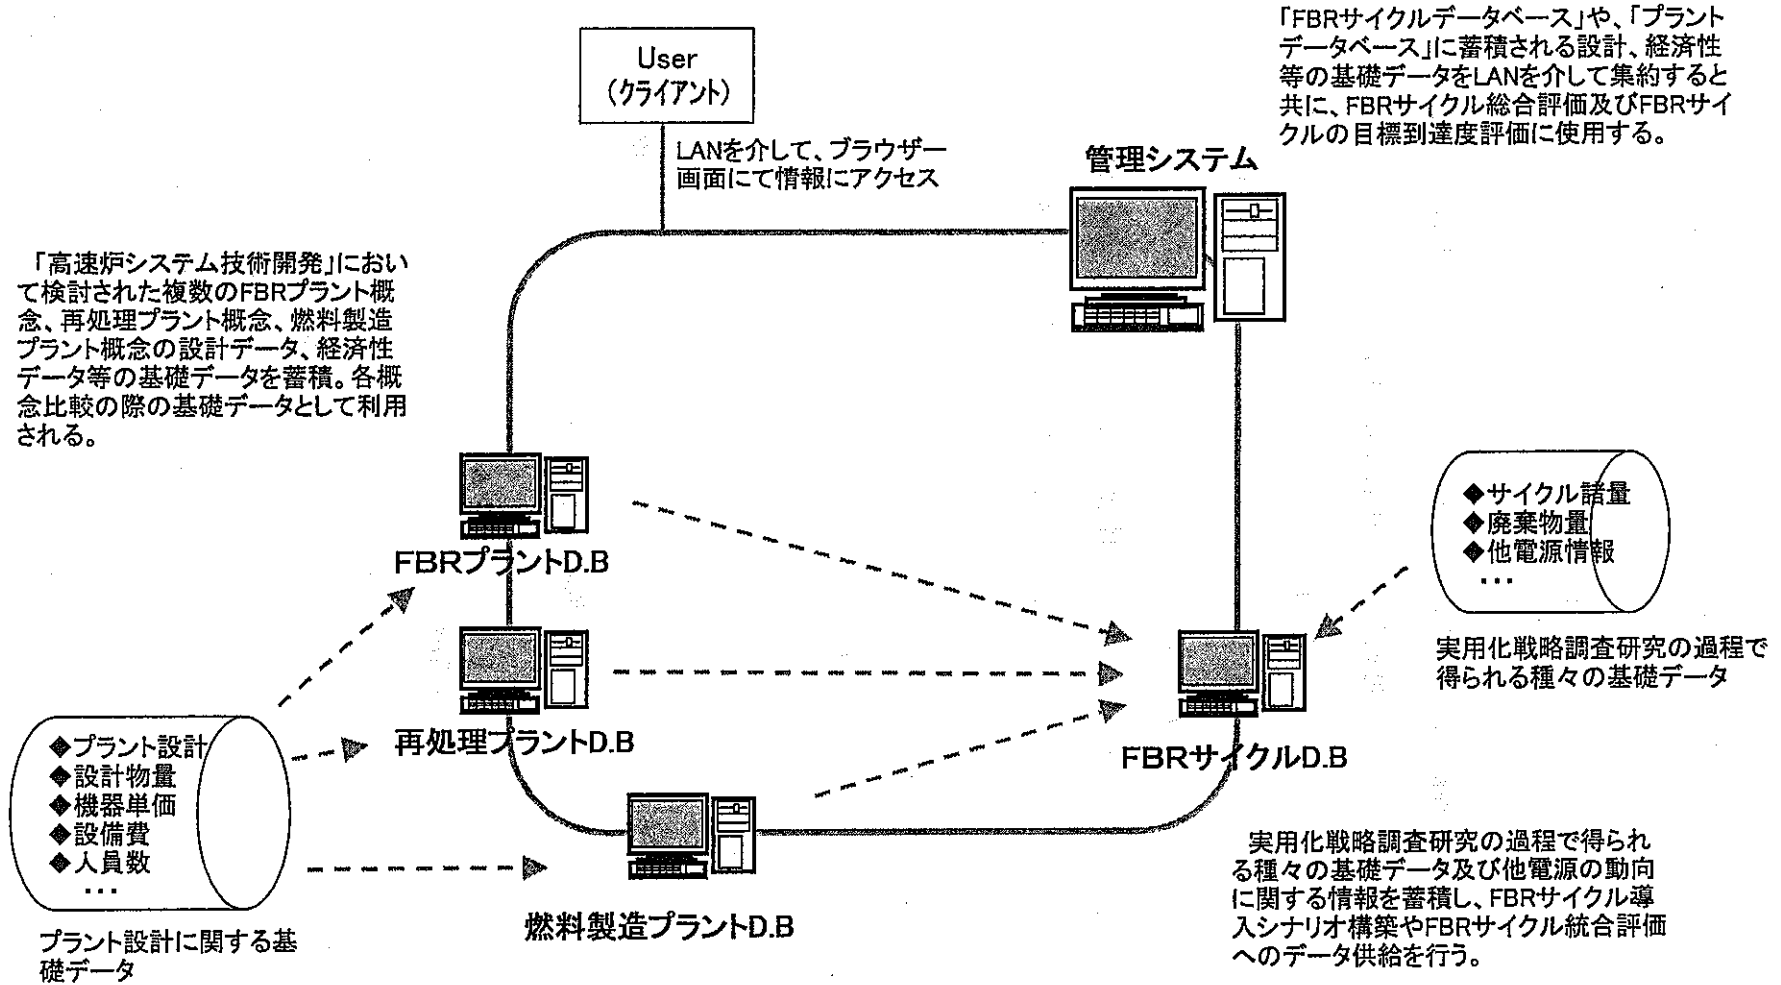 User
(クライアント)
LANを介して、ブラウザー
画面にて情報にアクセス
「FBRサイクルデータベース」や、「プラント
データベース」に蓄積される設計、経済性
等の基礎データをLANを介して集約すると
共に、FBRサイクル総合評価及びFBRサイ
クルの目標到達度評価に使用する。
管理システム
「高速炉システム技術開発」におい
て検討された複数のFBRプラント概
念、再処理プラント概念、燃料製造
プラント概念の設計データ、経済性
データ等の基礎データを蓄積。各概
念比較の際の基礎データとして利用
される。
FBRプラントD.B
◆サイクル諸量
◆廃棄物量
◆他電源情報
…
実用化戦略調査研究の過程で
得られる種々の基礎データ
再処理プラントD.B
FBRサイクルD.B
◆プラント設計
◆設計物量
◆機器単価
◆設備費
◆人員数
…
プラント設計に関する基
礎データ
燃料製造プラントD.B
実用化戦略調査研究の過程で得られ
る種々の基礎データ及び他電源の動向
に関する情報を蓄積し、FBRサイクル導
入シナリオ構築やFBRサイクル統合評価
へのデータ供給を行う。